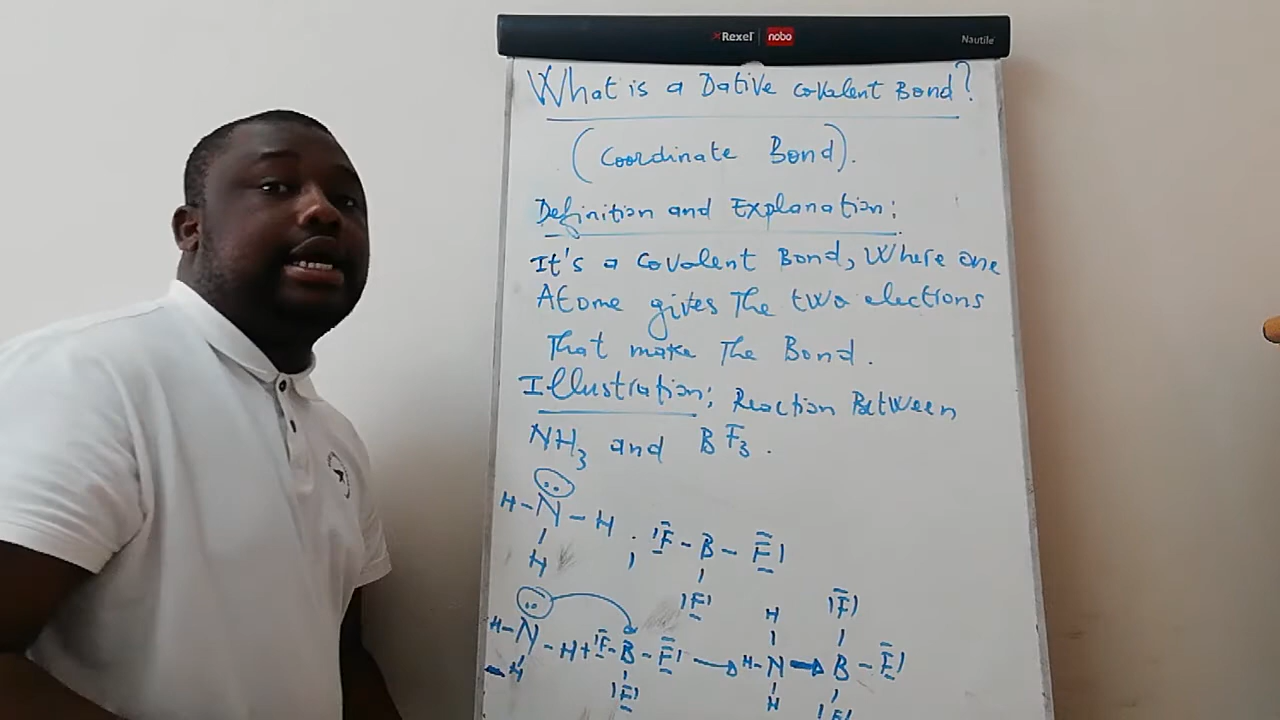 Rexel nobo Nautile
What is a Dative covalent Bond?
(Coordinate Bond).
Definition and Explanation:
It's a covalent Bond, Where one
Atome gives The two elections
That make The Bond.
Illustration; Reaction Between
NH₃ and BF₃.
H-N-H ; |F-B-F|
H |F|
H |F|
H-N-H + |F-B-F| → H-N→B-F|
H |F| H |F|